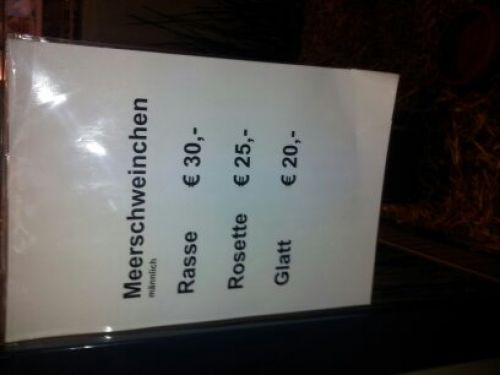 Meerschweinchen
männlich
Rasse € 30,-
Rosette € 25,-
Glatt € 20,-